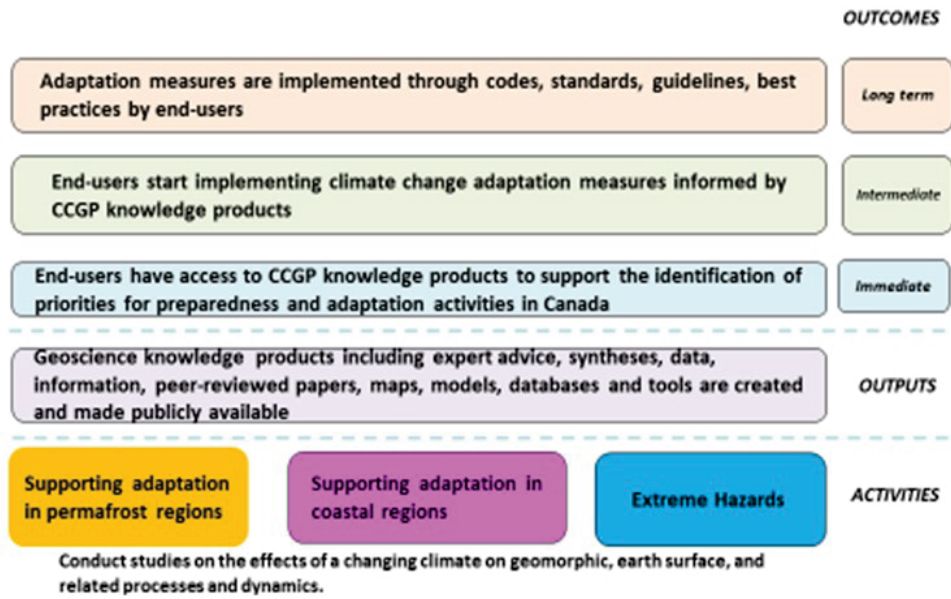 OUTCOMES
Adaptation measures are implemented through codes, standards, guidelines, best
practices by end-users
Long term
End-users start implementing climate change adaptation measures informed by
CCGP knowledge products
Intermediate
End-users have access to CCGP knowledge products to support the identification of
priorities for preparedness and adaptation activities in Canada
Immediate
Geoscience knowledge products including expert advice, syntheses, data,
information, peer-reviewed papers, maps, models, databases and tools are created
and made publicly available
OUTPUTS
Supporting adaptation
in permafrost regions
Supporting adaptation in
coastal regions
Extreme Hazards
ACTIVITIES
Conduct studies on the effects of a changing climate on geomorphic, earth surface, and
related processes and dynamics.